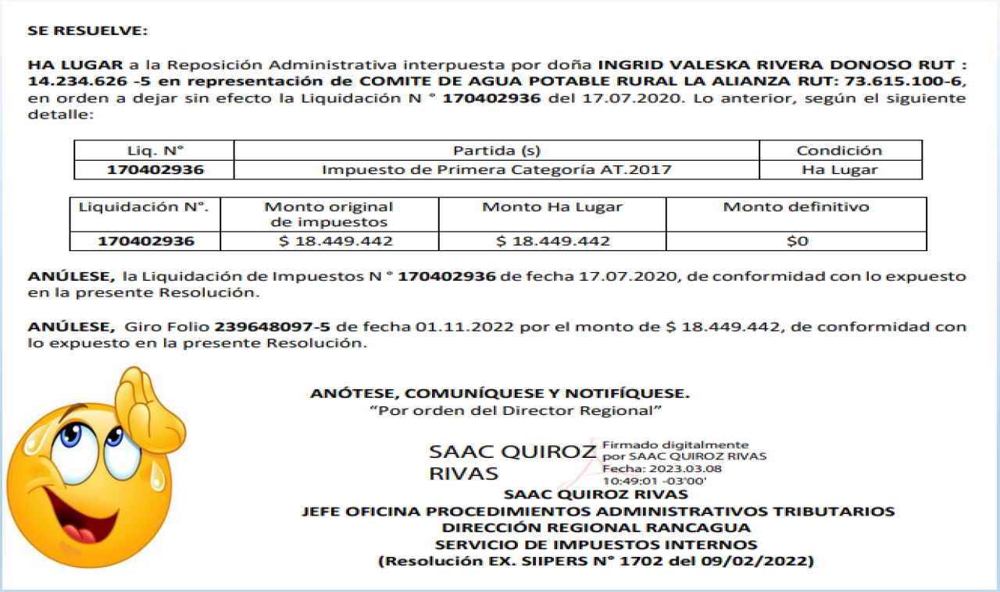 SE RESUELVE:
HA LUGAR a la Reposición Administrativa interpuesta por doña INGRID VALESKA RIVERA DONOSO RUT :
14.234.626 -5 en representación de COMITE DE AGUA POTABLE RURAL LA ALIANZA RUT: 73.615.100-6,
en orden a dejar sin efecto la Liquidación N ° 170402936 del 17.07.2020. Lo anterior, según el siguiente
detalle:
Liq. N° Partida (s) Condición
170402936 Impuesto de Primera Categoría AT.2017 Ha Lugar
Liquidación N°. Monto original Monto Ha Lugar Monto definitivo
de impuestos
170402936 $ 18.449.442 $ 18.449.442 $0
ANÚLESE, la Liquidación de Impuestos N ° 170402936 de fecha 17.07.2020, de conformidad con lo expuesto
en la presente Resolución.
ANÚLESE, Giro Folio 239648097-5 de fecha 01.11.2022 por el monto de $ 18.449.442, de conformidad con
lo expuesto en la presente Resolución.
ANÓTESE, COMUNÍQUESE Y NOTIFÍQUESE.
“Por orden del Director Regional”
SAAC QUIROZ
RIVAS
Firmado digitalmente
por SAAC QUIROZ RIVAS
Fecha: 2023.03.08
10:49:01 -03'00'
SAAC QUIROZ RIVAS
JEFE OFICINA PROCEDIMIENTOS ADMINISTRATIVOS TRIBUTARIOS
DIRECCIÓN REGIONAL RANCAGUA
SERVICIO DE IMPUESTOS INTERNOS
(Resolución EX. SIIPERS N° 1702 del 09/02/2022)